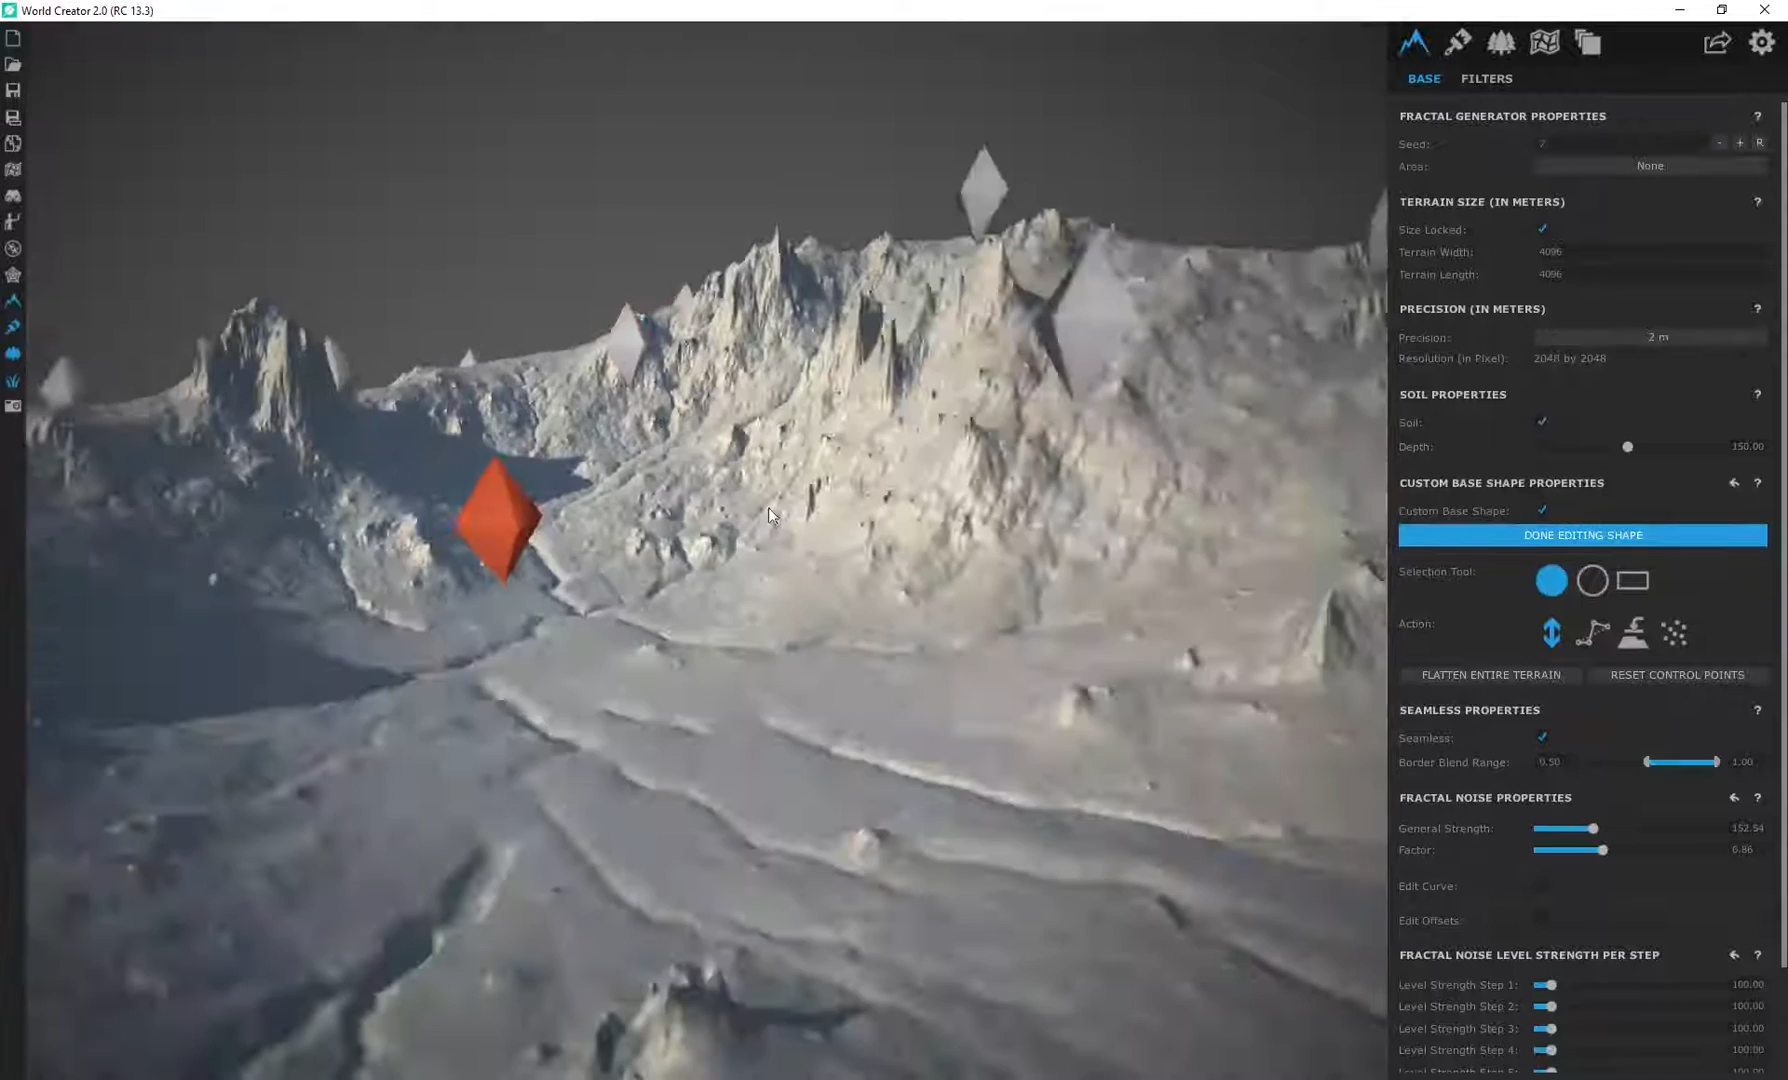 World Creator 2.0 (RC 13.3)
BASE FILTERS
FRACTAL GENERATOR PROPERTIES ?
Seed: 7 - + R
Area: None
TERRAIN SIZE (IN METERS) ?
Size Locked:
Terrain Width: 4096
Terrain Length: 4096
PRECISION (IN METERS) ?
Precision: 2 m
Resolution (in Pixel): 2048 by 2048
SOIL PROPERTIES ?
Soil:
Depth: 150.00
CUSTOM BASE SHAPE PROPERTIES ?
Custom Base Shape:
DONE EDITING SHAPE
Selection Tool:
Action:
FLATTEN ENTIRE TERRAIN RESET CONTROL POINTS
SEAMLESS PROPERTIES ?
Seamless:
Border Blend Range: 0.50 1.00
FRACTAL NOISE PROPERTIES ?
General Strength: 152.54
Factor: 0.86
Edit Curve:
Edit Offsets:
FRACTAL NOISE LEVEL STRENGTH PER STEP ?
Level Strength Step 1: 100.00
Level Strength Step 2: 100.00
Level Strength Step 3: 100.00
Level Strength Step 4: 100.00